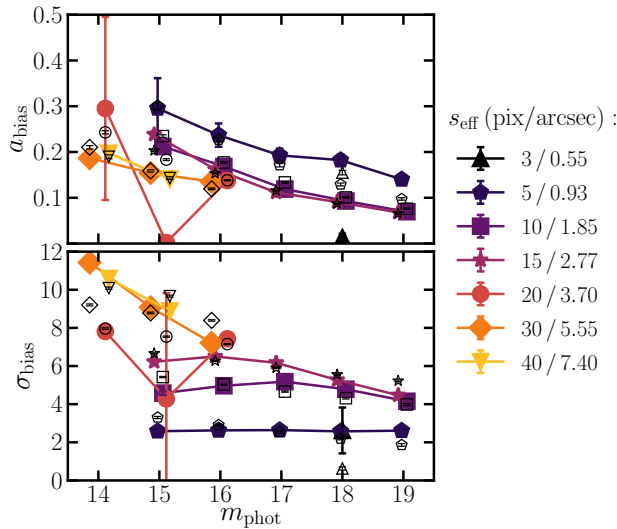 0.5
0.4
0.3
0.2
0.1
a_bias
12
10
8
6
4
2
0
σ_bias
14 15 16 17 18 19
m_phot
s_eff (pix/arcsec) :
3 / 0.55
5 / 0.93
10 / 1.85
15 / 2.77
20 / 3.70
30 / 5.55
40 / 7.40